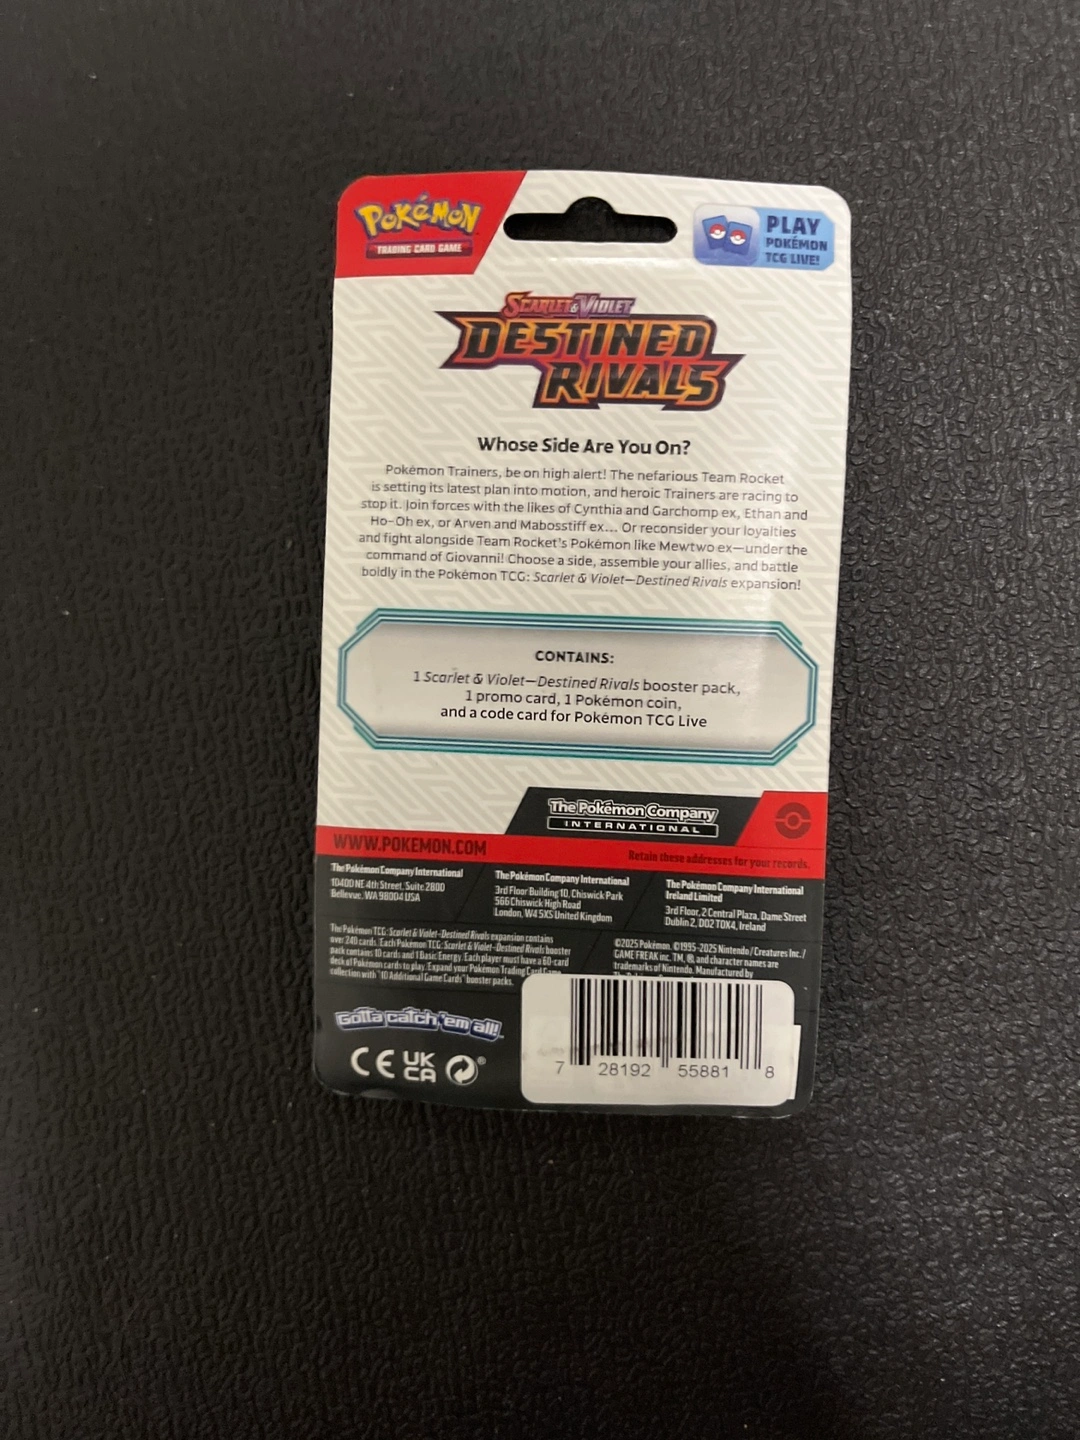 Pokémon
TRADING CARD GAME
PLAY
POKÉMON
TCG LIVE!
SCARLET & VIOLET
DESTINED
RIVALS
Whose Side Are You On?
Pokémon Trainers, be on high alert! The nefarious Team Rocket
is setting its latest plan into motion, and heroic Trainers are racing to
stop it. Join forces with the likes of Cynthia and Garchomp ex, Ethan and
Ho-Oh ex, or Arven and Mabosstiff ex... Or reconsider your loyalties
and fight alongside Team Rocket's Pokémon like Mewtwo ex—under the
command of Giovanni! Choose a side, assemble your allies, and battle
boldly in the Pokémon TCG: Scarlet & Violet—Destined Rivals expansion!
CONTAINS:
1 Scarlet & Violet—Destined Rivals booster pack,
1 promo card, 1 Pokémon coin,
and a code card for Pokémon TCG Live
The Pokémon Company
INTERNATIONAL
WWW.POKEMON.COM
Retain these addresses for your records.
The Pokémon Company International
10400 NE 4th Street, Suite 2800
Bellevue, WA 98004 USA
The Pokémon Company International
3rd Floor Building 10, Chiswick Park
566 Chiswick High Road
London, W4 5XS United Kingdom
The Pokémon Company International
Ireland Limited
3rd Floor, 2 Central Plaza, Dame Street
Dublin 2, D02 T0X4, Ireland
The Pokémon TCG: Scarlet & Violet—Destined Rivals expansion contains
over 240 cards. Each Pokémon TCG: Scarlet & Violet—Destined Rivals booster
pack contains 10 cards and 1 Basic Energy. Each player must have a 60-card
deck of Pokémon cards to play. Expand your Pokémon Trading Card Game
collection with "10 Additional Game Cards" booster packs.
©2025 Pokémon. ©1995-2025 Nintendo / Creatures Inc. /
GAME FREAK inc. TM, ®, and character names are
trademarks of Nintendo. Manufactured by
Gotta catch 'em all!™
CE UK
CA ®
7 28192 55881 8